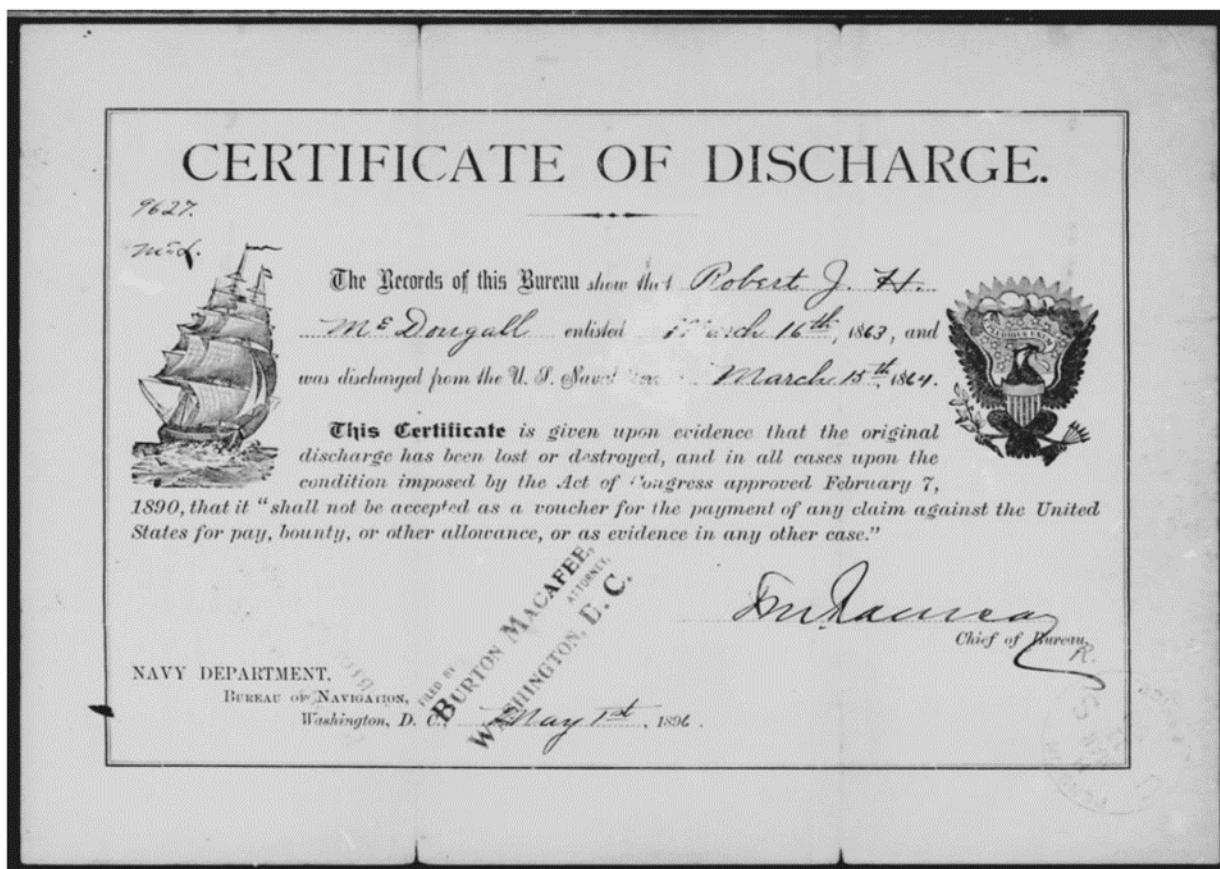 CERTIFICATE OF DISCHARGE.
9627.
The Records of this Bureau show that Robert J. H.
McDougall enlisted March 16th, 1863, and
was discharged from the U. S. Naval March 15th, 1864.
This Certificate is given upon evidence that the original
discharge has been lost or destroyed, and in all cases upon the
condition imposed by the Act of Congress approved February 7,
1890, that it "shall not be accepted as a voucher for the payment of any claim against the United
States for pay, bounty, or other allowance, or as evidence in any other case."
Chief of Bureau
R.
FILED BY
BURTON MACAFEE,
ATTORNEY,
WASHINGTON, D. C.
NAVY DEPARTMENT,
BUREAU OF NAVIGATION,
Washington, D. C., May 1st, 1896.